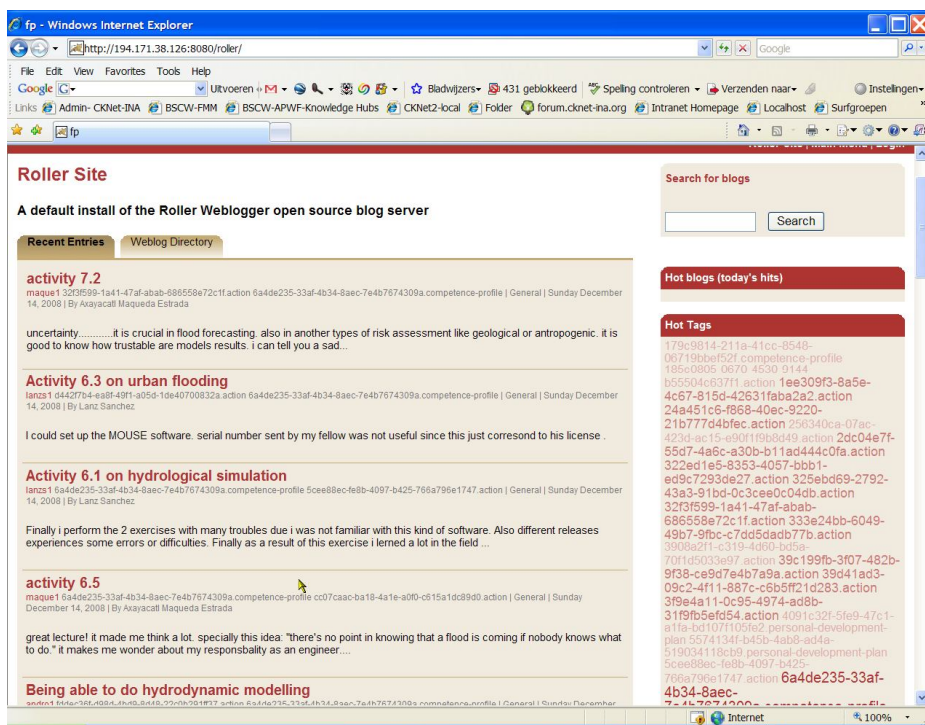 fp - Windows Internet Explorer
http://194.171.38.126:8080/roller/
Google
File Edit View Favorites Tools Help
Google G Uitvoeren M Bladwijzers 431 geblokkeerd Spelling controleren Verzenden naar Instellingen
Links Admin- CKNet-INA BSCW-FMM BSCW-APWF-Knowledge Hubs CKNet2-local Folder forum.cknet-ina.org Intranet Homepage Localhost Surfgroepen
fp
Roller Site | Main Menu | Login
Roller Site
A default install of the Roller Weblogger open source blog server
Recent Entries Weblog Directory
activity 7.2
maque1 32f3f599-1a41-47af-abab-686558e72c1f.action 6a4de235-33af-4b34-8aec-7e4b7674309a.competence-profile | General | Sunday December
14, 2008 | By Axayacatl Maqueda Estrada
uncertainty............it is crucial in flood forecasting. also in another types of risk assessment like geological or antropogenic. it is
good to know how trustable are models results. i can tell you a sad...
Activity 6.3 on urban flooding
lanzs1 d442f7b4-ea8f-49f1-a05d-1de40700832a.action 6a4de235-33af-4b34-8aec-7e4b7674309a.competence-profile | General | Sunday December
14, 2008 | By Lanz Sanchez
I could set up the MOUSE software. serial number sent by my fellow was not useful since this just corresond to his license .
Activity 6.1 on hydrological simulation
lanzs1 6a4de235-33af-4b34-8aec-7e4b7674309a.competence-profile 5cee88ec-fe8b-4097-b425-766a796e1747.action | General | Sunday December
14, 2008 | By Lanz Sanchez
Finally i perform the 2 exercises with many troubles due i was not familiar with this kind of software. Also different releases
experiences some errors or difficulties. Finally as a result of this exercise i lerned a lot in the field ...
activity 6.5
maque1 6a4de235-33af-4b34-8aec-7e4b7674309a.competence-profile cc07caac-ba18-4a1e-a0f0-c615a1dc89d0.action | General | Sunday
December 14, 2008 | By Axayacatl Maqueda Estrada
great lecture! it made me think a lot. specially this idea: "there's no point in knowing that a flood is coming if nobody knows what
to do." it makes me wonder about my responsbality as an engineer....
Being able to do hydrodynamic modelling
Search for blogs
Search
Hot blogs (today's hits)
Hot Tags
179c9814-211a-41cc-8548-
06719bbef52f.competence-profile
185c0805-0670-4530-9144-
b55504c637f1.action 1ee309f3-8a5e-
4c67-815d-42631faba2a2.action
24a451c6-f868-40ec-9220-
21b777d4bfec.action 256340ca-07ac-
423d-ac15-e90f1f9b8d49.action 2dc04e7f-
55d7-4a6c-a30b-b11ad444c0fa.action
322ed1e5-8353-4057-bbb1-
ed9c7293de27.action 325ebd69-2792-
43a3-91bd-0c3cee0c04db.action
32f3f599-1a41-47af-abab-
686558e72c1f.action 333e24bb-6049-
49b7-9fbc-c7dd5dadb77b.action
3908a2f1-c319-4d60-bd5a-
70f1d5033e97.action 39c199fb-3f07-482b-
9f38-ce9d7e4b7a9a.action 39d41ad3-
09c2-4f11-887c-c6b5ff21d283.action
3f9e4a11-0c95-4974-ad8b-
31f9fb5efd54.action 4091c32f-5fe9-47c1-
a1fa-bd107f105fe2.personal-development-
plan 5574134f-b45b-4ab8-ad4a-
519034118cb9.personal-development-plan
5cee88ec-fe8b-4097-b425-
766a796e1747.action 6a4de235-33af-
4b34-8aec-
7e4b7674309a.competence-profile
Internet 100%